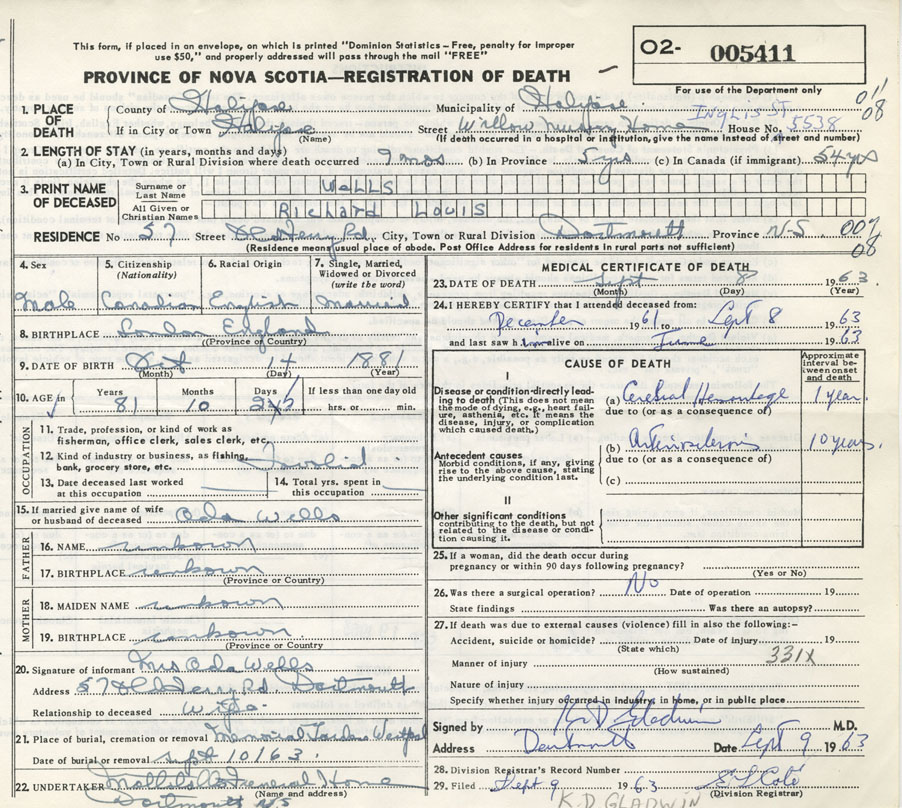 This form, if placed in an envelope, on which is printed "Dominion Statistics – Free, penalty for improper
use $50," and properly addressed will pass through the mail "FREE"
PROVINCE OF NOVA SCOTIA—REGISTRATION OF DEATH
O2- 005411
For use of the Department only
011
08
1. PLACE OF DEATH
County of Halifax Municipality of Halifax
If in City or Town Halifax (Name) Street Willow Nursing Home INGLIS ST House No. 5538
(If death occurred in a hospital or institution, give the name instead of street and number)
2. LENGTH OF STAY (in years, months and days)
(a) In City, Town or Rural Division where death occurred 9 mos (b) In Province 5 yrs (c) In Canada (if immigrant) 54 yrs
3. PRINT NAME OF DECEASED
Surname or Last Name WELLS
All Given or Christian Names RICHARD LOUIS
RESIDENCE No 57 Street Rd. City, Town or Rural Division Dartmouth Province N.S. 007
08
(Residence means usual place of abode. Post Office Address for residents in rural parts not sufficient)
4. Sex Male
5. Citizenship (Nationality) Canadian
6. Racial Origin English
7. Single, Married, Widowed or Divorced (write the word) Married
8. BIRTHPLACE London England
(Province or Country)
9. DATE OF BIRTH Oct 14 1881
(Month) (Day) (Year)
10. AGE in Years 81 Months 10 Days If less than one day old hrs. or min.
OCCUPATION
11. Trade, profession or kind of work as fisherman, office clerk, sales clerk, etc.
12. Kind of industry or business, as fishing, bank, grocery store, etc. Invalid
13. Date deceased last worked at this occupation
14. Total yrs. spent in this occupation
15. If married give name of wife or husband of deceased Ada Wells
FATHER
16. NAME unkown
17. BIRTHPLACE unkown
(Province or Country)
MOTHER
18. MAIDEN NAME unkown
19. BIRTHPLACE unkown
(Province or Country)
20. Signature of informant Mrs Ada Wells
Address 57 Rd. Dartmouth
Relationship to deceased Wife
21. Place of burial, cremation or removal Memorial Gardens
Date of burial or removal Sept 10/63
22. UNDERTAKER Funeral Home
(Name and address)
Dartmouth N.S
MEDICAL CERTIFICATE OF DEATH
23. DATE OF DEATH Sept 8 1963
(Month) (Day) (Year)
24. I HEREBY CERTIFY that I attended deceased from:
December 1961 to Sept 8 1963
and last saw him alive on June 1963
CAUSE OF DEATH
Approximate interval between onset and death
I
Disease or condition directly leading to death (This does not mean the mode of dying, e.g., heart failure, asthenia, etc. It means the disease, injury, or complication which caused death.)
(a) Cerebral Hemorrhage 1 year
due to (or as a consequence of)
Antecedent causes
Morbid conditions, if any, giving rise to the above cause, stating the underlying condition last.
(b) 10 years
due to (or as a consequence of)
(c)
II
Other significant conditions contributing to the death, but not related to the disease or condition causing it.
25. If a woman, did the death occur during
pregnancy or within 90 days following pregnancy?
(Yes or No)
26. Was there a surgical operation? No Date of operation 19
State findings Was there an autopsy?
27. If death was due to external causes (violence) fill in also the following:–
Accident, suicide or homicide? Date of injury 19
(State which) 331X
Manner of injury
(How sustained)
Nature of injury
Specify whether injury occurred in industry, in home, or in public place
Signed by K D Gladwin M.D.
Address Dartmouth Date Sept 9 1963
28. Division Registrar's Record Number
29. Filed Sept 9 1963
(Division Registrar)
K.D GLADWIN